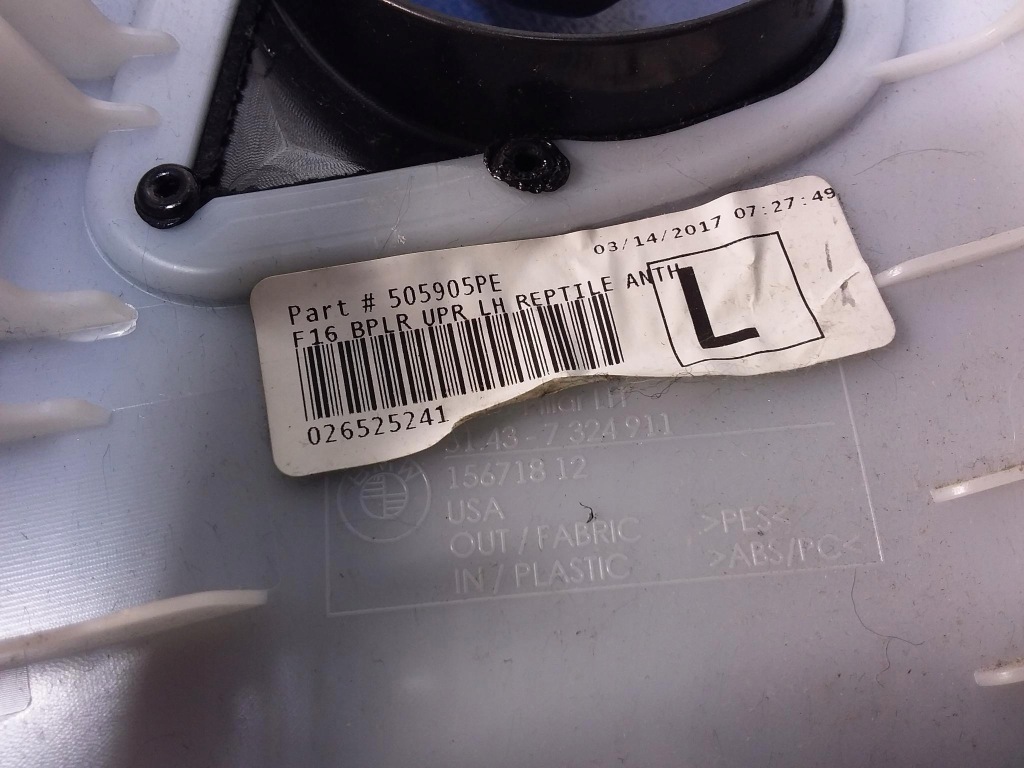 03/14/2017 07:27:49
Part # 505905PE
F16 BPLR UPR LH REPTILE ANTH
L
026525241
51.43 - 7 324 911
156718 12
USA
OUT / FABRIC >PES<
IN / PLASTIC >ABS/PC<